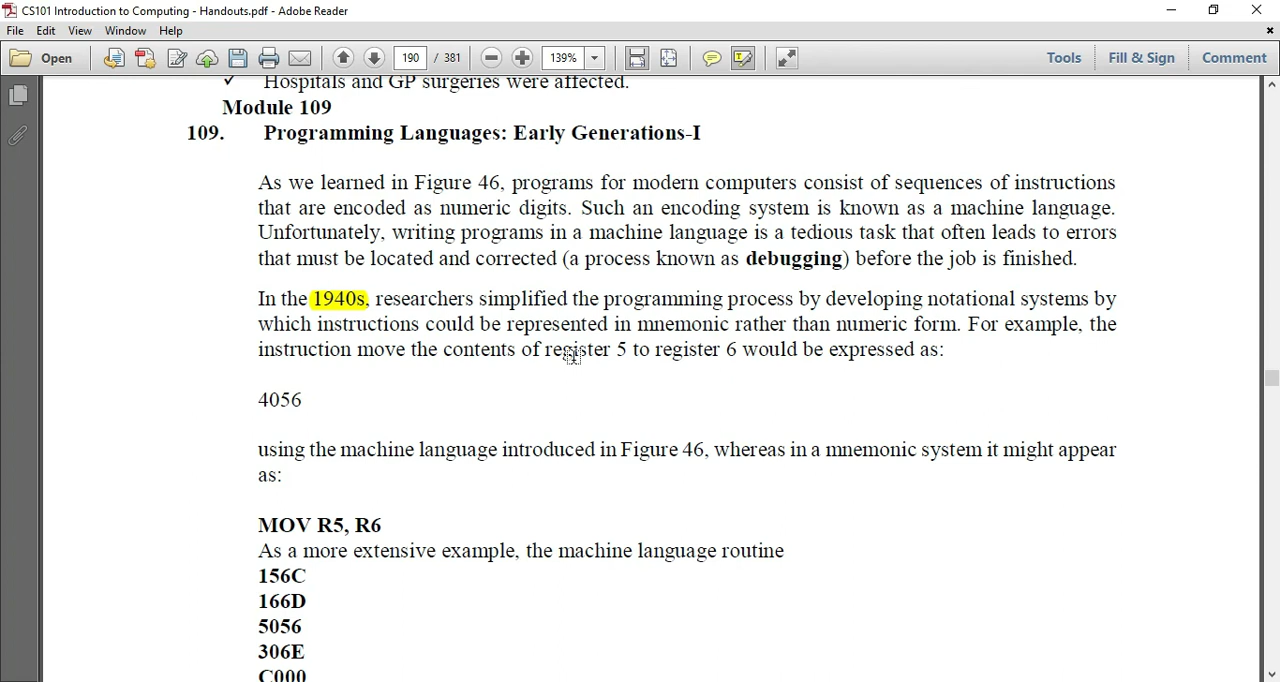 CS101 Introduction to Computing - Handouts.pdf - Adobe Reader
File Edit View Window Help
Open 190 / 381 139% Tools Fill & Sign Comment
✓ Hospitals and GP surgeries were affected.
Module 109
109. Programming Languages: Early Generations-I
As we learned in Figure 46, programs for modern computers consist of sequences of instructions
that are encoded as numeric digits. Such an encoding system is known as a machine language.
Unfortunately, writing programs in a machine language is a tedious task that often leads to errors
that must be located and corrected (a process known as debugging) before the job is finished.
In the 1940s, researchers simplified the programming process by developing notational systems by
which instructions could be represented in mnemonic rather than numeric form. For example, the
instruction move the contents of register 5 to register 6 would be expressed as:
4056
using the machine language introduced in Figure 46, whereas in a mnemonic system it might appear
as:
MOV R5, R6
As a more extensive example, the machine language routine
156C
166D
5056
306E
C000